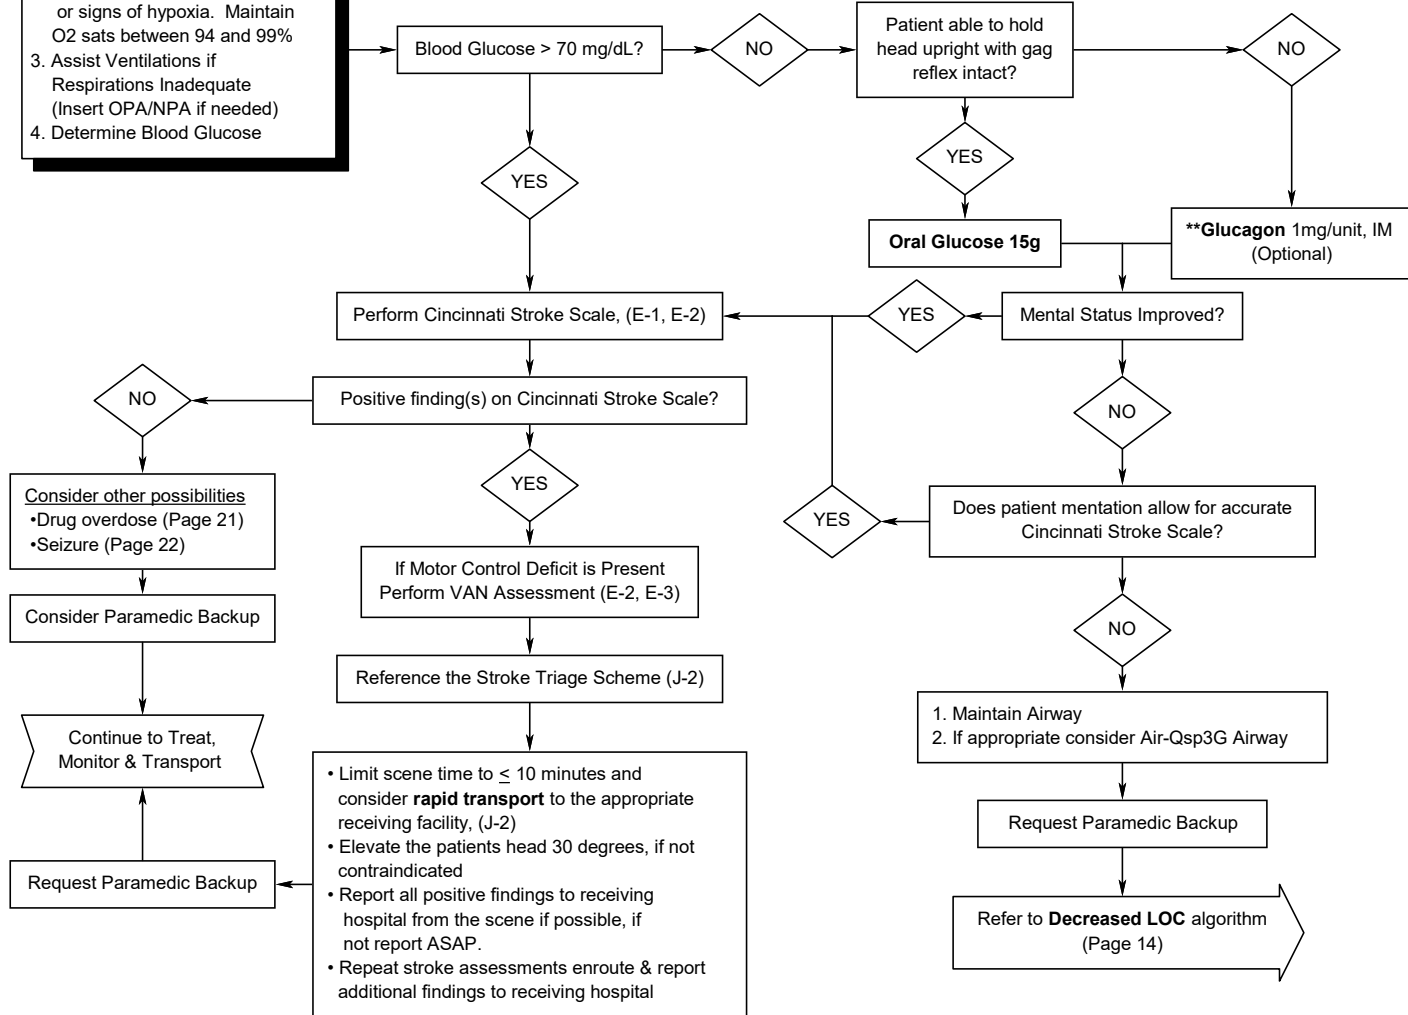 or signs of hypoxia. Maintain
O2 sats between 94 and 99%
3. Assist Ventilations if
Respirations Inadequate
(Insert OPA/NPA if needed)
4. Determine Blood Glucose
Blood Glucose > 70 mg/dL?
NO
Patient able to hold
head upright with gag
reflex intact?
NO
YES
YES
Oral Glucose 15g
**Glucagon 1mg/unit, IM
(Optional)
Perform Cincinnati Stroke Scale, (E-1, E-2)
YES
Mental Status Improved?
NO
Positive finding(s) on Cincinnati Stroke Scale?
NO
YES
Consider other possibilities
•Drug overdose (Page 21)
•Seizure (Page 22)
YES
Does patient mentation allow for accurate
Cincinnati Stroke Scale?
If Motor Control Deficit is Present
Perform VAN Assessment (E-2, E-3)
Consider Paramedic Backup
NO
Reference the Stroke Triage Scheme (J-2)
1. Maintain Airway
2. If appropriate consider Air-Qsp3G Airway
Continue to Treat,
Monitor & Transport
• Limit scene time to < 10 minutes and
consider rapid transport to the appropriate
receiving facility, (J-2)
• Elevate the patients head 30 degrees, if not
contraindicated
• Report all positive findings to receiving
hospital from the scene if possible, if
not report ASAP.
• Repeat stroke assessments enroute & report
additional findings to receiving hospital
Request Paramedic Backup
Request Paramedic Backup
Refer to Decreased LOC algorithm
(Page 14)